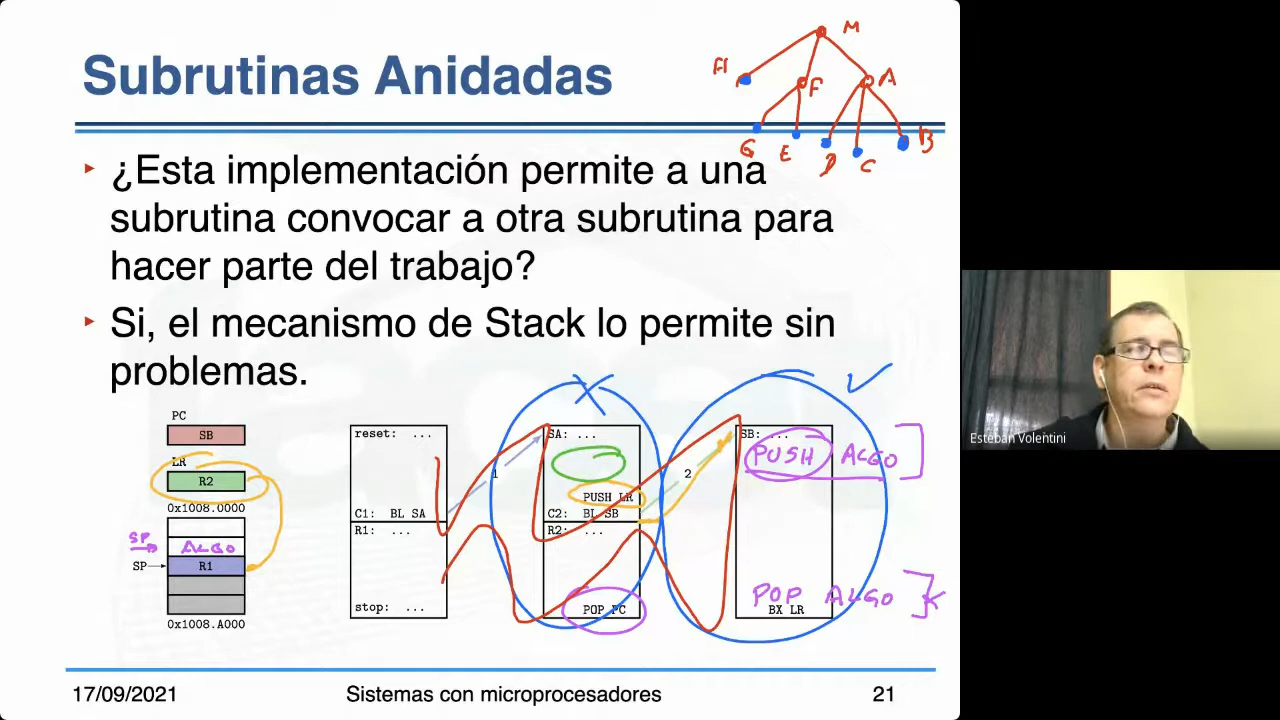 Subrutinas Anidadas
M
H
F
A
G
E
D
C
B
¿Esta implementación permite a una
subrutina convocar a otra subrutina para
hacer parte del trabajo?
Si, el mecanismo de Stack lo permite sin
problemas.
PC
SB
LR
R2
0x1008.0000
SP
ALGO
SP
R1
0x1008.A000
reset: ...
C1: BL SA
R1: ...
stop: ...
1
SA: ...
PUSH LR
C2: BL SB
R2: ...
POP PC
2
SB: ...
PUSH ALGO
POP ALGO
BX LR
Esteban Volentini
17/09/2021
Sistemas con microprocesadores
21